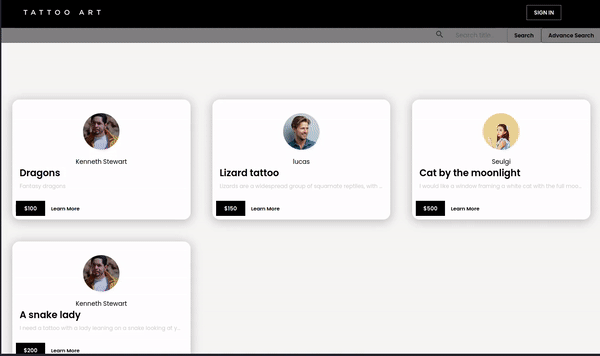 TATTOO ART
SIGN IN
Search title...
Search
Advance Search
Kenneth Stewart
Dragons
Fantasy dragons
$100
Learn More
lucas
Lizard tattoo
Lizards are a widespread group of squamate reptiles, with ...
$150
Learn More
Seulgi
Cat by the moonlight
I would like a window framing a white cat with the full moo...
$500
Learn More
Kenneth Stewart
A snake lady
I need a tattoo with a lady leaning on a snake looking at y...
$200
Learn More